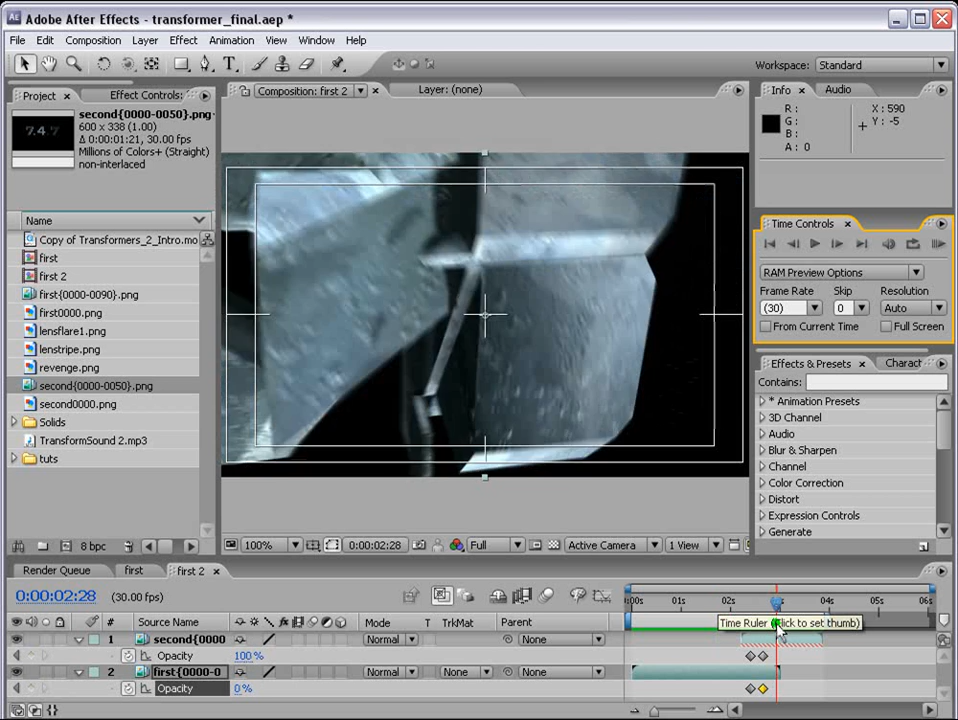 Adobe After Effects - transformer_final.aep *
File Edit Composition Layer Effect Animation View Window Help
Workspace: Standard
Project Effect Controls: Composition: first 2 Layer: (none) Info Audio
second{0000-0050}.png
600 x 338 (1.00)
Δ 0:00:01:21, 30.00 fps
Millions of Colors+ (Straight)
non-interlaced
R :
G :
B :
A : 0
X : 590
Y : -5
Name
Copy of Transformers_2_Intro.mo
first
first 2
first{0000-0090}.png
first0000.png
lensflare1.png
lenstripe.png
revenge.png
second{0000-0050}.png
second0000.png
Solids
TransformSound 2.mp3
tuts
8 bpc
Time Controls
RAM Preview Options
Frame Rate Skip Resolution
(30) 0 Auto
From Current Time Full Screen
Effects & Presets Charact
Contains:
* Animation Presets
3D Channel
Audio
Blur & Sharpen
Channel
Color Correction
Distort
Expression Controls
Generate
100% 0:00:02:28 Full Active Camera 1 View
Render Queue first first 2
0:00:02:28 (30.00 fps)
:00s 01s 02s 04s 05s 06s
# Source Name Mode T TrkMat Parent
Time Ruler (Click to set thumb)
1 second{0000 Normal None
Opacity 100%
2 first{0000-0 Normal None None
Opacity 0%